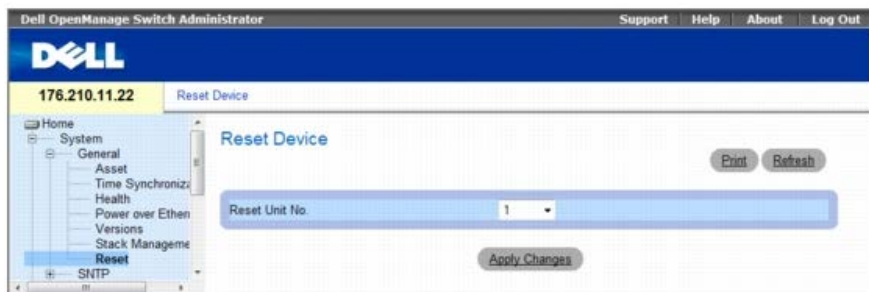 Dell OpenManage Switch Administrator Support Help About Log Out
DELL
176.210.11.22 Reset Device
Home
System
General
Asset
Time Synchroniza
Health
Power over Ethern
Versions
Stack Manageme
Reset
SNTP
Reset Device
Print Refresh
Reset Unit No. 1
Apply Changes